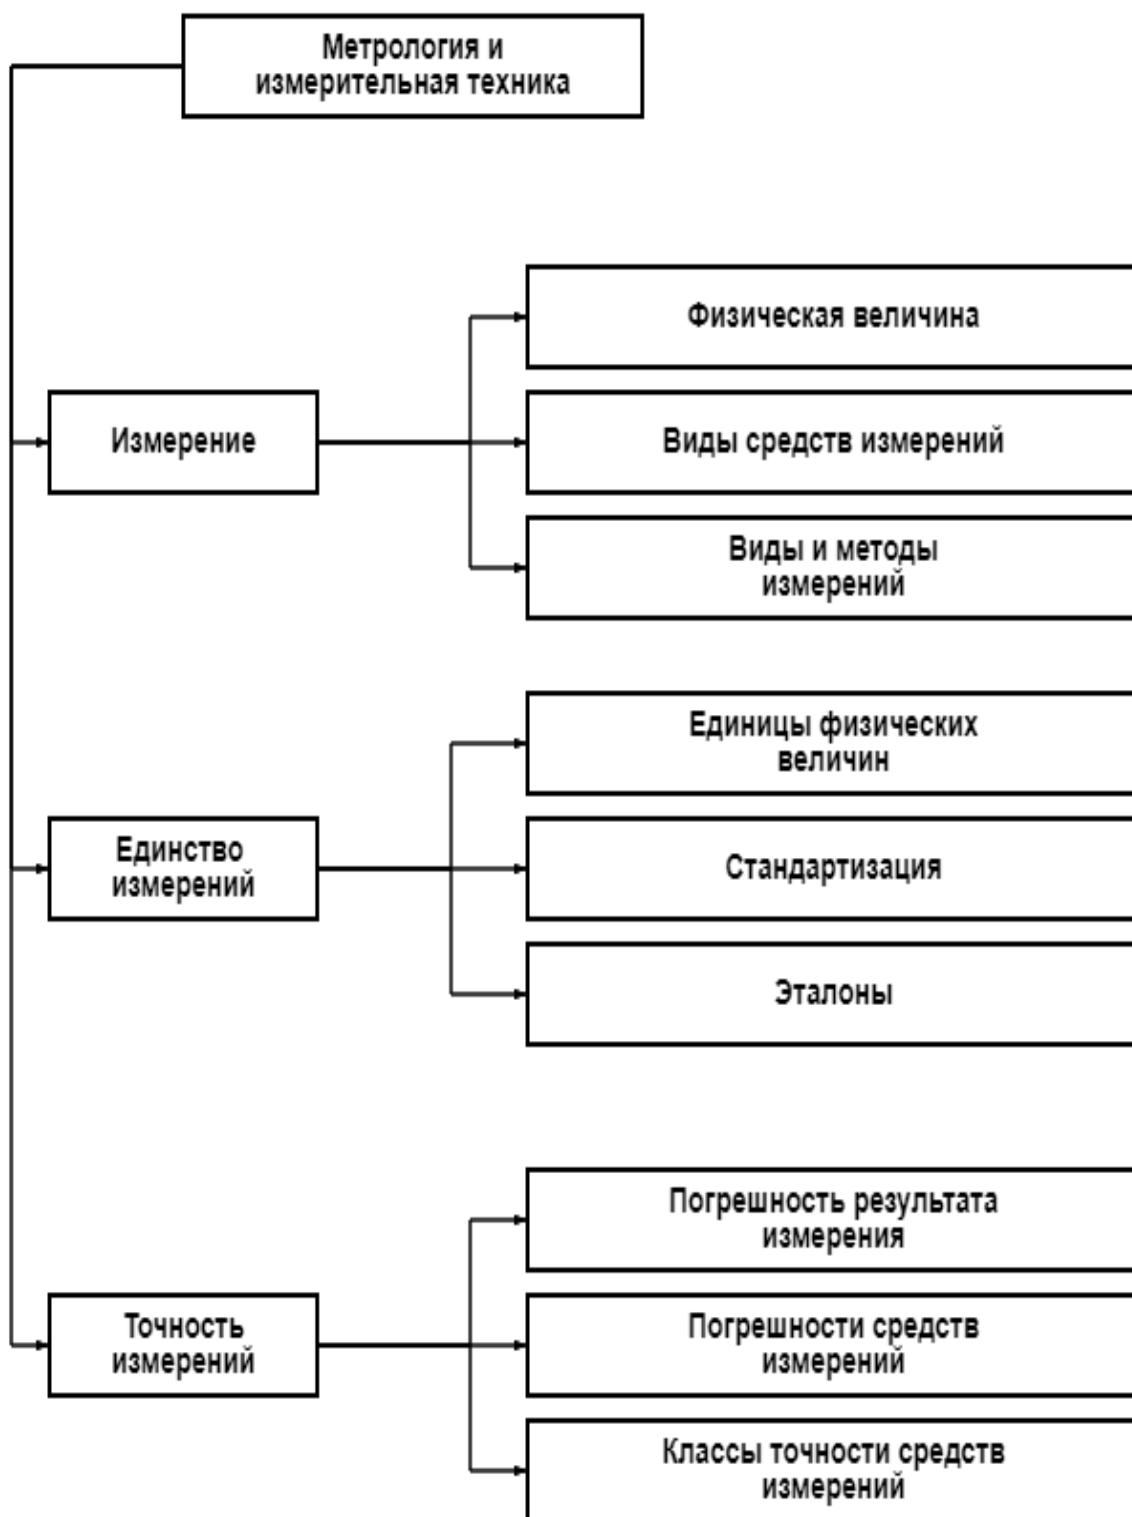 Метрология и
измерительная техника
Физическая величина
Измерение
Виды средств измерений
Виды и методы
измерений
Единицы физических
величин
Единство
измерений
Стандартизация
Эталоны
Погрешность результата
измерения
Точность
измерений
Погрешности средств
измерений
Классы точности средств
измерений